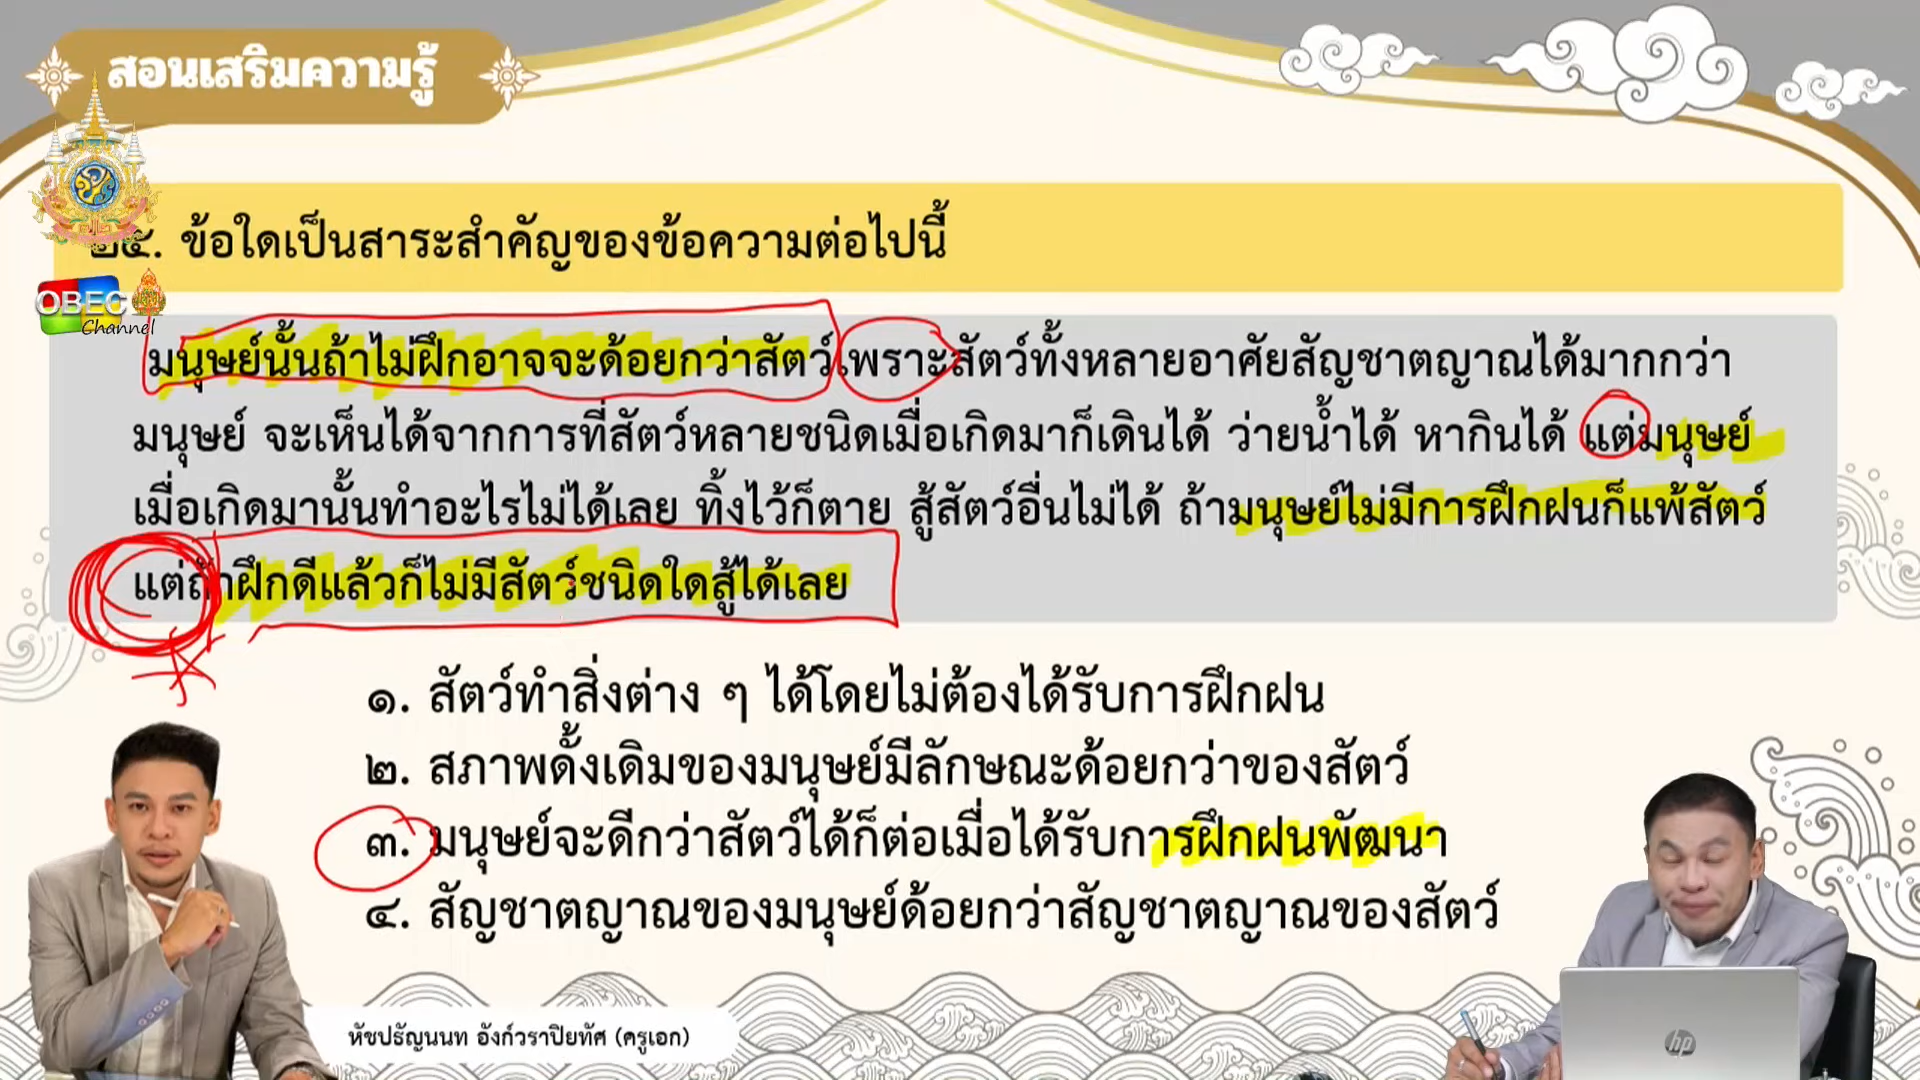 สอนเสริมความรู้
๒๔. ข้อใดเป็นสาระสำคัญของข้อความต่อไปนี้
OBEC
Channel
มนุษย์นั้นถ้าไม่ฝึกอาจจะด้อยกว่าสัตว์เพราะสัตว์ทั้งหลายอาศัยสัญชาตญาณได้มากกว่า
มนุษย์ จะเห็นได้จากการที่สัตว์หลายชนิดเมื่อเกิดมาก็เดินได้ ว่ายน้ำได้ หากินได้ แต่มนุษย์
เมื่อเกิดมานั้นทำอะไรไม่ได้เลย ทิ้งไว้ก็ตาย สู้สัตว์อื่นไม่ได้ ถ้ามนุษย์ไม่มีการฝึกฝนก็แพ้สัตว์
แต่ถ้าฝึกดีแล้วก็ไม่มีสัตว์ชนิดใดสู้ได้เลย
๑. สัตว์ทำสิ่งต่าง ๆ ได้โดยไม่ต้องได้รับการฝึกฝน
๒. สภาพดั้งเดิมของมนุษย์มีลักษณะด้อยกว่าของสัตว์
๓. มนุษย์จะดีกว่าสัตว์ได้ก็ต่อเมื่อได้รับการฝึกฝนพัฒนา
๔. สัญชาตญาณของมนุษย์ด้อยกว่าสัญชาตญาณของสัตว์
หัชปรัญนนท อังก์วราปิยทัศ (ครูเอก)
hp